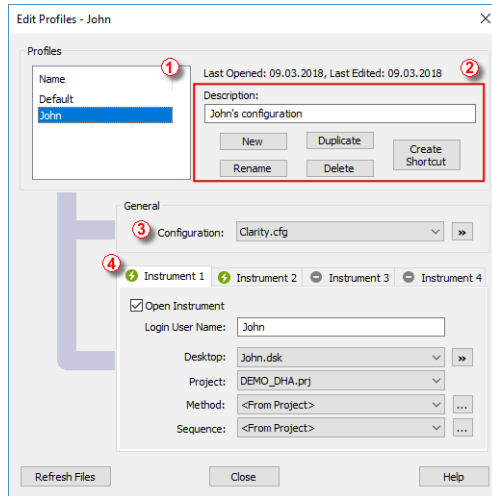 Edit Profiles - John
Profiles
1
2
Last Opened: 09.03.2018, Last Edited: 09.03.2018
Name
Default
John
Description:
John's configuration
New
Duplicate
Create Shortcut
Rename
Delete
General
3
Configuration:
Clarity.cfg
»
4
Instrument 1
Instrument 2
Instrument 3
Instrument 4
Open Instrument
Login User Name:
John
Desktop:
John.dsk
»
Project:
DEMO_DHA.prj
Method:
<From Project>
...
Sequence:
<From Project>
...
Refresh Files
Close
Help